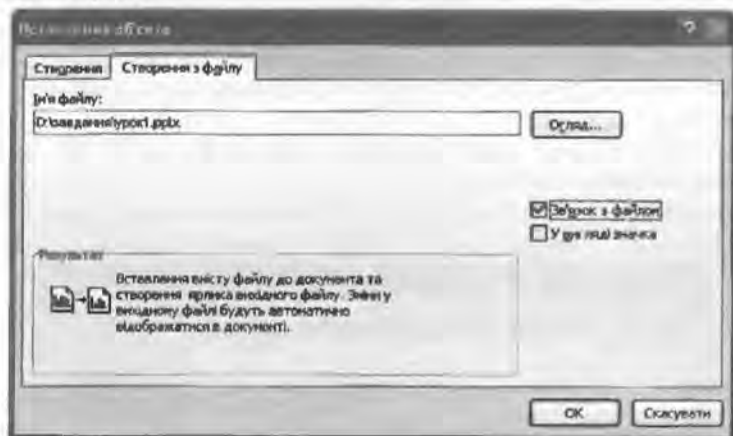 Вставлення об'єкта
Створення Створення з файлу
Ім'я файлу:
D:\завдання\урок1.pptx
Огляд...
Зв'язок з файлом
У вигляді значка
Результат
Вставлення вмісту файлу до документа та
створення ярлика вихідного файлу. Зміни у
вихідному файлі будуть автоматично
відображатися в документі.
OK Скасувати